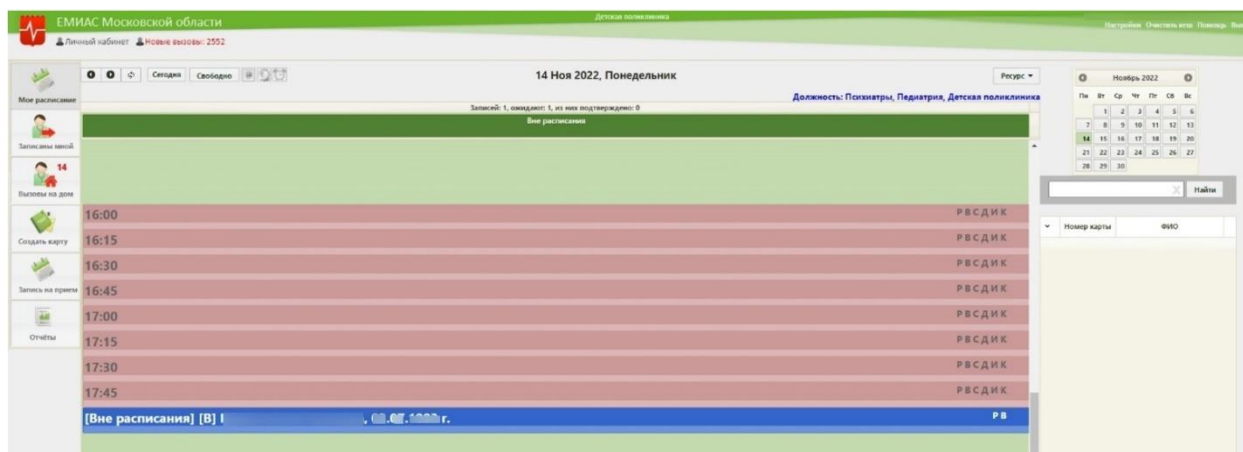 ЕМИАС Московской области
Детская поликлиника
Настройки Очистить кеш Помощь
Личный кабинет Новые вызовы: 2552
Мое расписание
Записаны мной
14
Вызовы на дом
Создать карту
Запись на прием
Отчёты
Сегодня Свободно
14 Ноя 2022, Понедельник
Ресурс
Должность: Психиатры, Педиатрия, Детская поликлиника
Записей: 1, ожидают: 1, из них подтверждено: 0
Вне расписания
16:00 Р В С Д И К
16:15 Р В С Д И К
16:30 Р В С Д И К
16:45 Р В С Д И К
17:00 Р В С Д И К
17:15 Р В С Д И К
17:30 Р В С Д И К
17:45 Р В С Д И К
[Вне расписания] [В] г. Р В
Ноябрь 2022
Пн Вт Ср Чт Пт Сб Вс
1 2 3 4 5 6
7 8 9 10 11 12 13
14 15 16 17 18 19 20
21 22 23 24 25 26 27
28 29 30
Найти
Номер карты ФИО